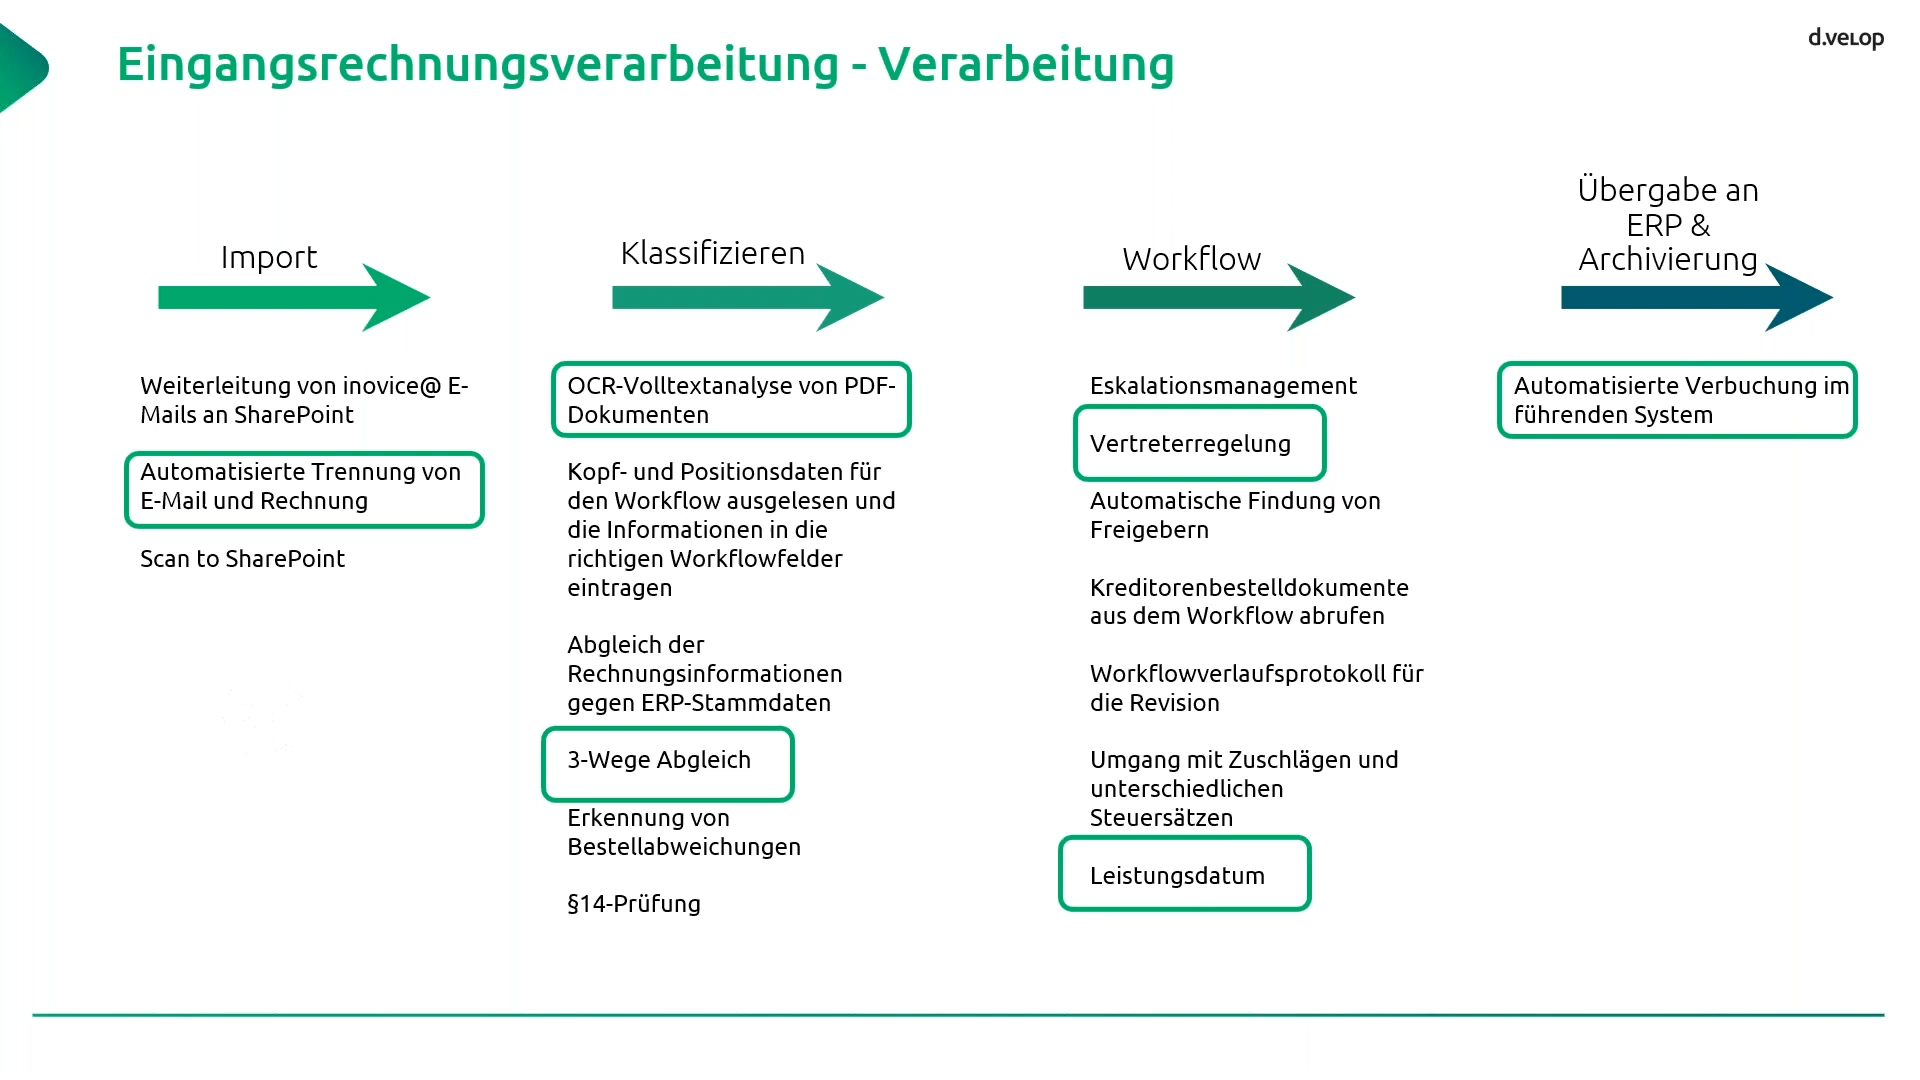 Eingangsrechnungsverarbeitung - Verarbeitung
d.velop
Import
Weiterleitung von inovice@ E-
Mails an SharePoint
Automatisierte Trennung von
E-Mail und Rechnung
Scan to SharePoint
Klassifizieren
OCR-Volltextanalyse von PDF-
Dokumenten
Kopf- und Positionsdaten für
den Workflow ausgelesen und
die Informationen in die
richtigen Workflowfelder
eintragen
Abgleich der
Rechnungsinformationen
gegen ERP-Stammdaten
3-Wege Abgleich
Erkennung von
Bestellabweichungen
§14-Prüfung
Workflow
Eskalationsmanagement
Vertreterregelung
Automatische Findung von
Freigebern
Kreditorenbestelldokumente
aus dem Workflow abrufen
Workflowverlaufsprotokoll für
die Revision
Umgang mit Zuschlägen und
unterschiedlichen
Steuersätzen
Leistungsdatum
Übergabe an
ERP &
Archivierung
Automatisierte Verbuchung im
führenden System